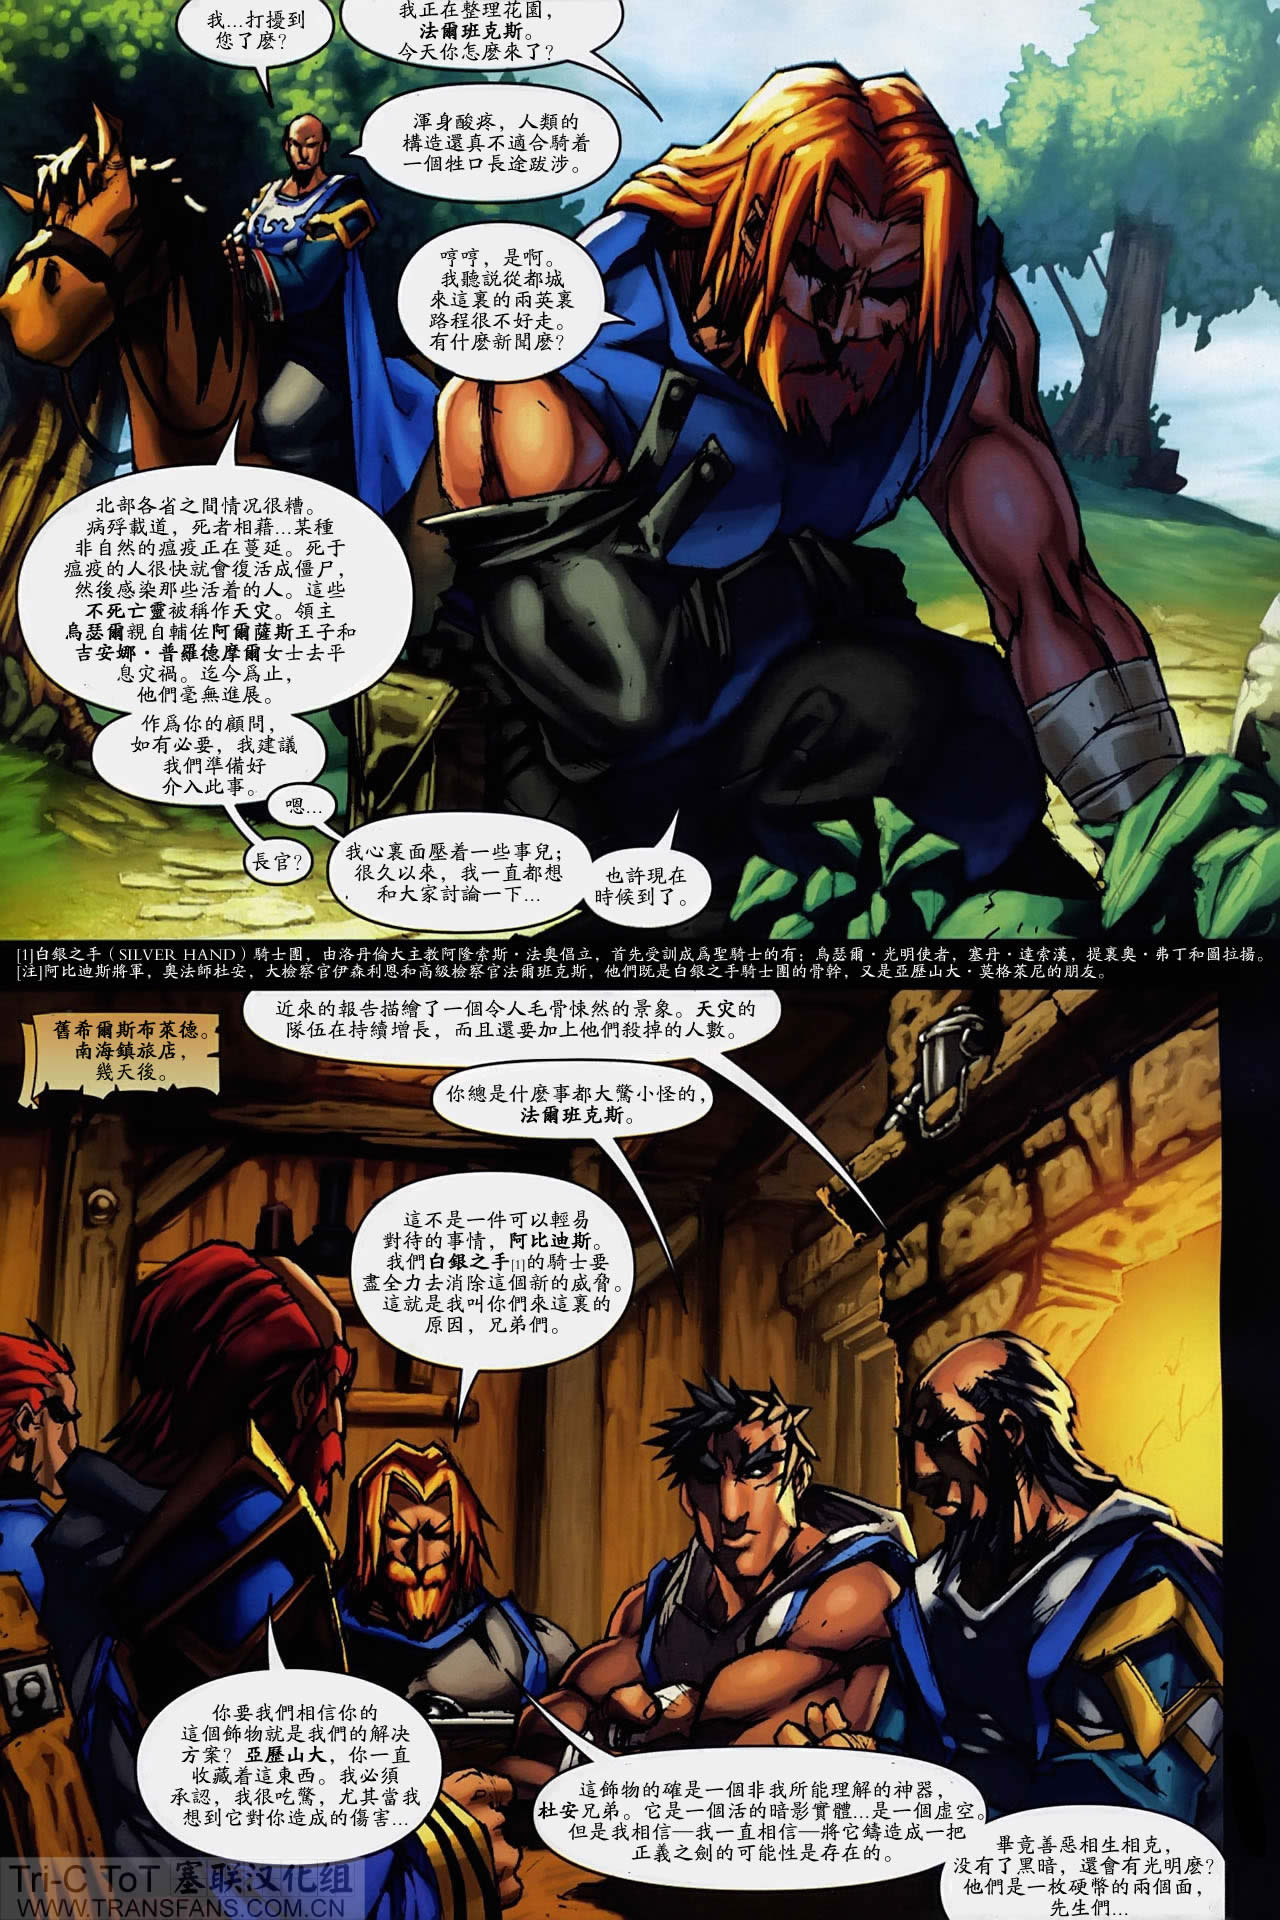 我…打擾到
您了麽?
我正在整理花園,
法爾班克斯。
今天你怎麽來了?
渾身酸疼，人類的
構造還真不適合騎着
一個牲口長途跋涉。
哼哼，是啊。
我聽説從都城
來這裏的兩英裏
路程很不好走。
有什麽新聞麽?
北部各省之間情况很糟。
病殍載道，死者相藉…某種
非自然的瘟疫正在蔓延。死于
瘟疫的人很快就會復活成僵尸，
然後感染那些活着的人。這些
不死亡靈被稱作天灾。領主
烏瑟爾親自輔佐阿爾薩斯王子和
吉安娜·普羅德摩爾女士去平
息灾禍。迄今爲止，
他們毫無進展。
作爲你的顧問，
如有必要，我建議
我們準備好
介入此事。
嗯…
長官?
我心裏面壓着一些事兒；
很久以來，我一直都想
和大家討論一下…
也許現在
時候到了。
[1]白銀之手（SILVER HAND）騎士團，由洛丹倫大主教阿隆索斯·法奥倡立，首先受訓成爲聖騎士的有：烏瑟爾·光明使者，塞丹·達索漢，提裏奥·弗丁和圖拉揚。
[注]阿比迪斯將軍，奥法師杜安，大檢察官伊森利恩和高級檢察官法爾班克斯，他們既是白銀之手騎士團的骨幹，又是亞歷山大·莫格萊尼的朋友。
舊希爾斯布萊德。
南海鎮旅店，
幾天後。
近來的報告描繪了一個令人毛骨悚然的景象。天灾的
隊伍在持續增長，而且還要加上他們殺掉的人數。
你總是什麽事都大驚小怪的，
法爾班克斯。
這不是一件可以輕易
對待的事情，阿比迪斯。
我們白銀之手[1]的騎士要
盡全力去消除這個新的威脅。
這就是我叫你們來這裏的
原因，兄弟們。
你要我們相信你的
這個飾物就是我們的解决
方案? 亞歷山大，你一直
收藏着這東西。我必須
承認，我很吃驚，尤其當我
想到它對你造成的傷害…
這飾物的確是一個非我所能理解的神器，
杜安兄弟。它是一個活的暗影實體…是一個虚空。
但是我相信—我一直相信—將它鑄造成一把
正義之劍的可能性是存在的。
畢竟善惡相生相克，
没有了黑暗，還會有光明麽?
他們是一枚硬幣的兩個面，
先生們…
Tri-C ToT 塞联汉化组
WWW.TRANSFANS.COM.CN